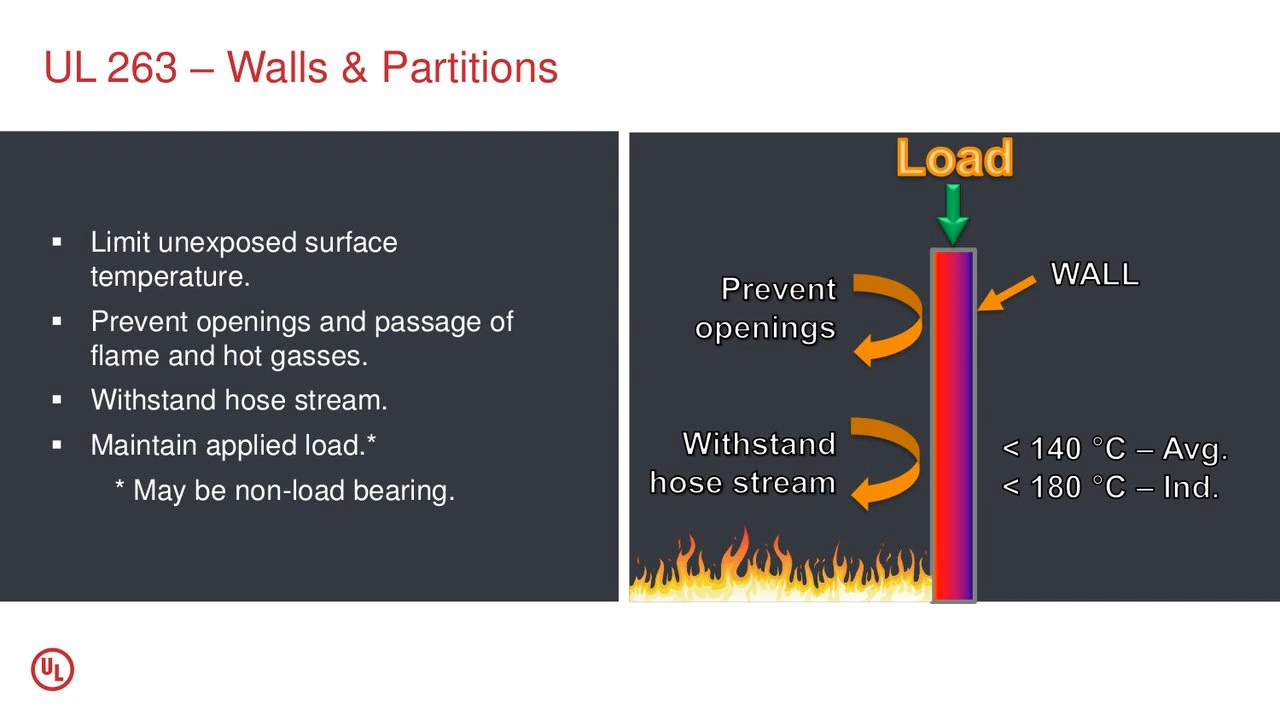 UL 263 – Walls & Partitions
▪ Limit unexposed surface
temperature.
▪ Prevent openings and passage of
flame and hot gasses.
▪ Withstand hose stream.
▪ Maintain applied load.*
* May be non-load bearing.
Load
WALL
Prevent
openings
Withstand
hose stream
< 140 °C – Avg.
< 180 °C – Ind.
UL